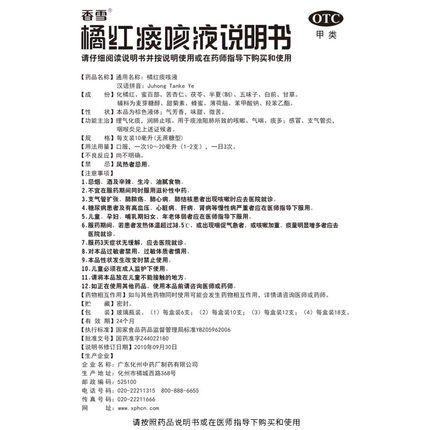 香雪
橘红痰咳液说明书
OTC
甲类
请仔细阅读说明书并按说明使用或在药师指导下购买和使用
【药品名称】通用名称：橘红痰咳液
汉语拼音：Juhong Tanke Ye
【成 份】化橘红、蜜百部、苦杏仁、茯苓、半夏(制)、五味子、白前、甘草。
辅料为麦芽糖醇、甜菊素、蜂蜜、薄荷脑、苯甲酸钠、羟苯乙酯。
【性 状】本品为棕色液体；气芳香，味甜、微苦。
【功能主治】理气化痰，润肺止咳。用于痰浊阻肺所致的咳嗽、气喘、痰多；感冒、支气管炎、
咽喉炎见上述证候者。
【规 格】每支装10毫升(无蔗糖型)
【用法用量】口服，一次10～20毫升(1-2支)，一日3次。
【不良反应】尚不明确。
【禁 忌】风热者忌用。
【注意事项】
1.忌烟、酒及辛辣、生冷、油腻食物。
2.不宜在服药期间同时服用滋补性中药。
3.支气管扩张、肺脓疡、肺心病、肺结核患者出现咳嗽时应去医院就诊。
4.糖尿病患者及有高血压、心脏病、肝病、肾病等慢性病严重者应在医师指导下服用。
5.儿童、孕妇、哺乳期妇女、年老体弱者应在医师指导下服用。
6.服药期间，若患者发热体温超过38.5℃，或出现喘促气急者，或咳嗽加重、痰量明显增多者应去
医院就诊。
7.服药3天症状无缓解，应去医院就诊。
8.对本品过敏者禁用，过敏体质者慎用。
9.本品性状发生改变时禁止使用。
10.儿童必须在成人监护下使用。
11.请将本品放在儿童不能接触的地方。
12.如正在使用其他药品，使用本品前请咨询医师或药师。
【药物相互作用】如与其他药物同时使用可能会发生药物相互作用，详情请咨询医师或药师。
【贮 藏】密封。
【包 装】玻璃瓶装。(1)每盒装6支；(2)每盒装10支；(3)每盒装12支；(4)每盒装18支。
【有 效 期】24个月
【执行标准】国家食品药品监督管理局标准YBZ05962006
【批准文号】国药准字Z44022180
【说明书修订日期】2010年09月30日
【生产企业】
企业名称：广东化州中药厂制药有限公司
生产地址：化州市橘城西路368号
邮政编码：525100
电话号码：020-22211315 800-888-6655
传真号码：020-22211666
网 址：www.xphcn.com
请按照药品说明书或在医师指导下购买和使用